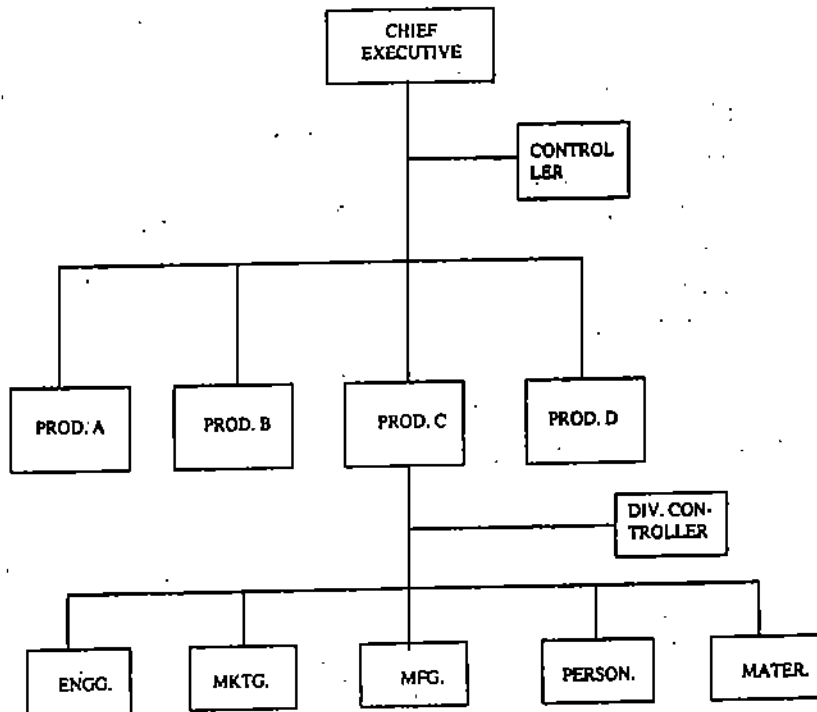 CHIEF
EXECUTIVE
CONTROL
LER
PROD. A
PROD. B
PROD. C
PROD. D
DIV. CON-
TROLLER
ENGG.
MKTG.
MFG.
PERSON.
MATER.